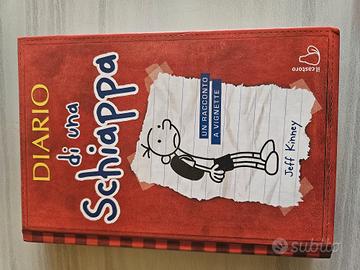 DIARIO
di una
Schiappa
UN RACCONTO
A VIGNETTE
Jeff Kinney
il castoro
subito